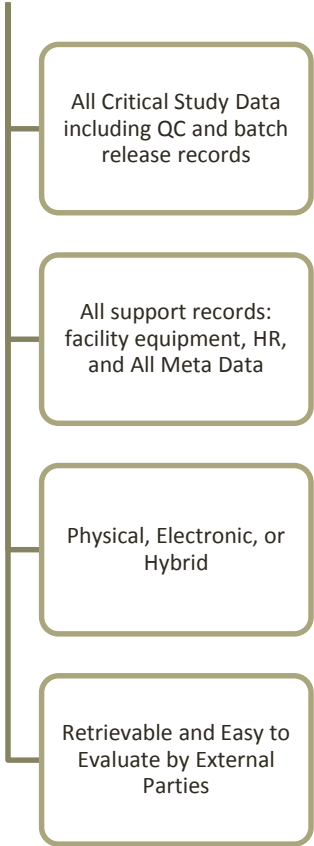 All Critical Study Data
including QC and batch
release records
All support records:
facility equipment, HR,
and All Meta Data
Physical, Electronic, or
Hybrid
Retrievable and Easy to
Evaluate by External
Parties